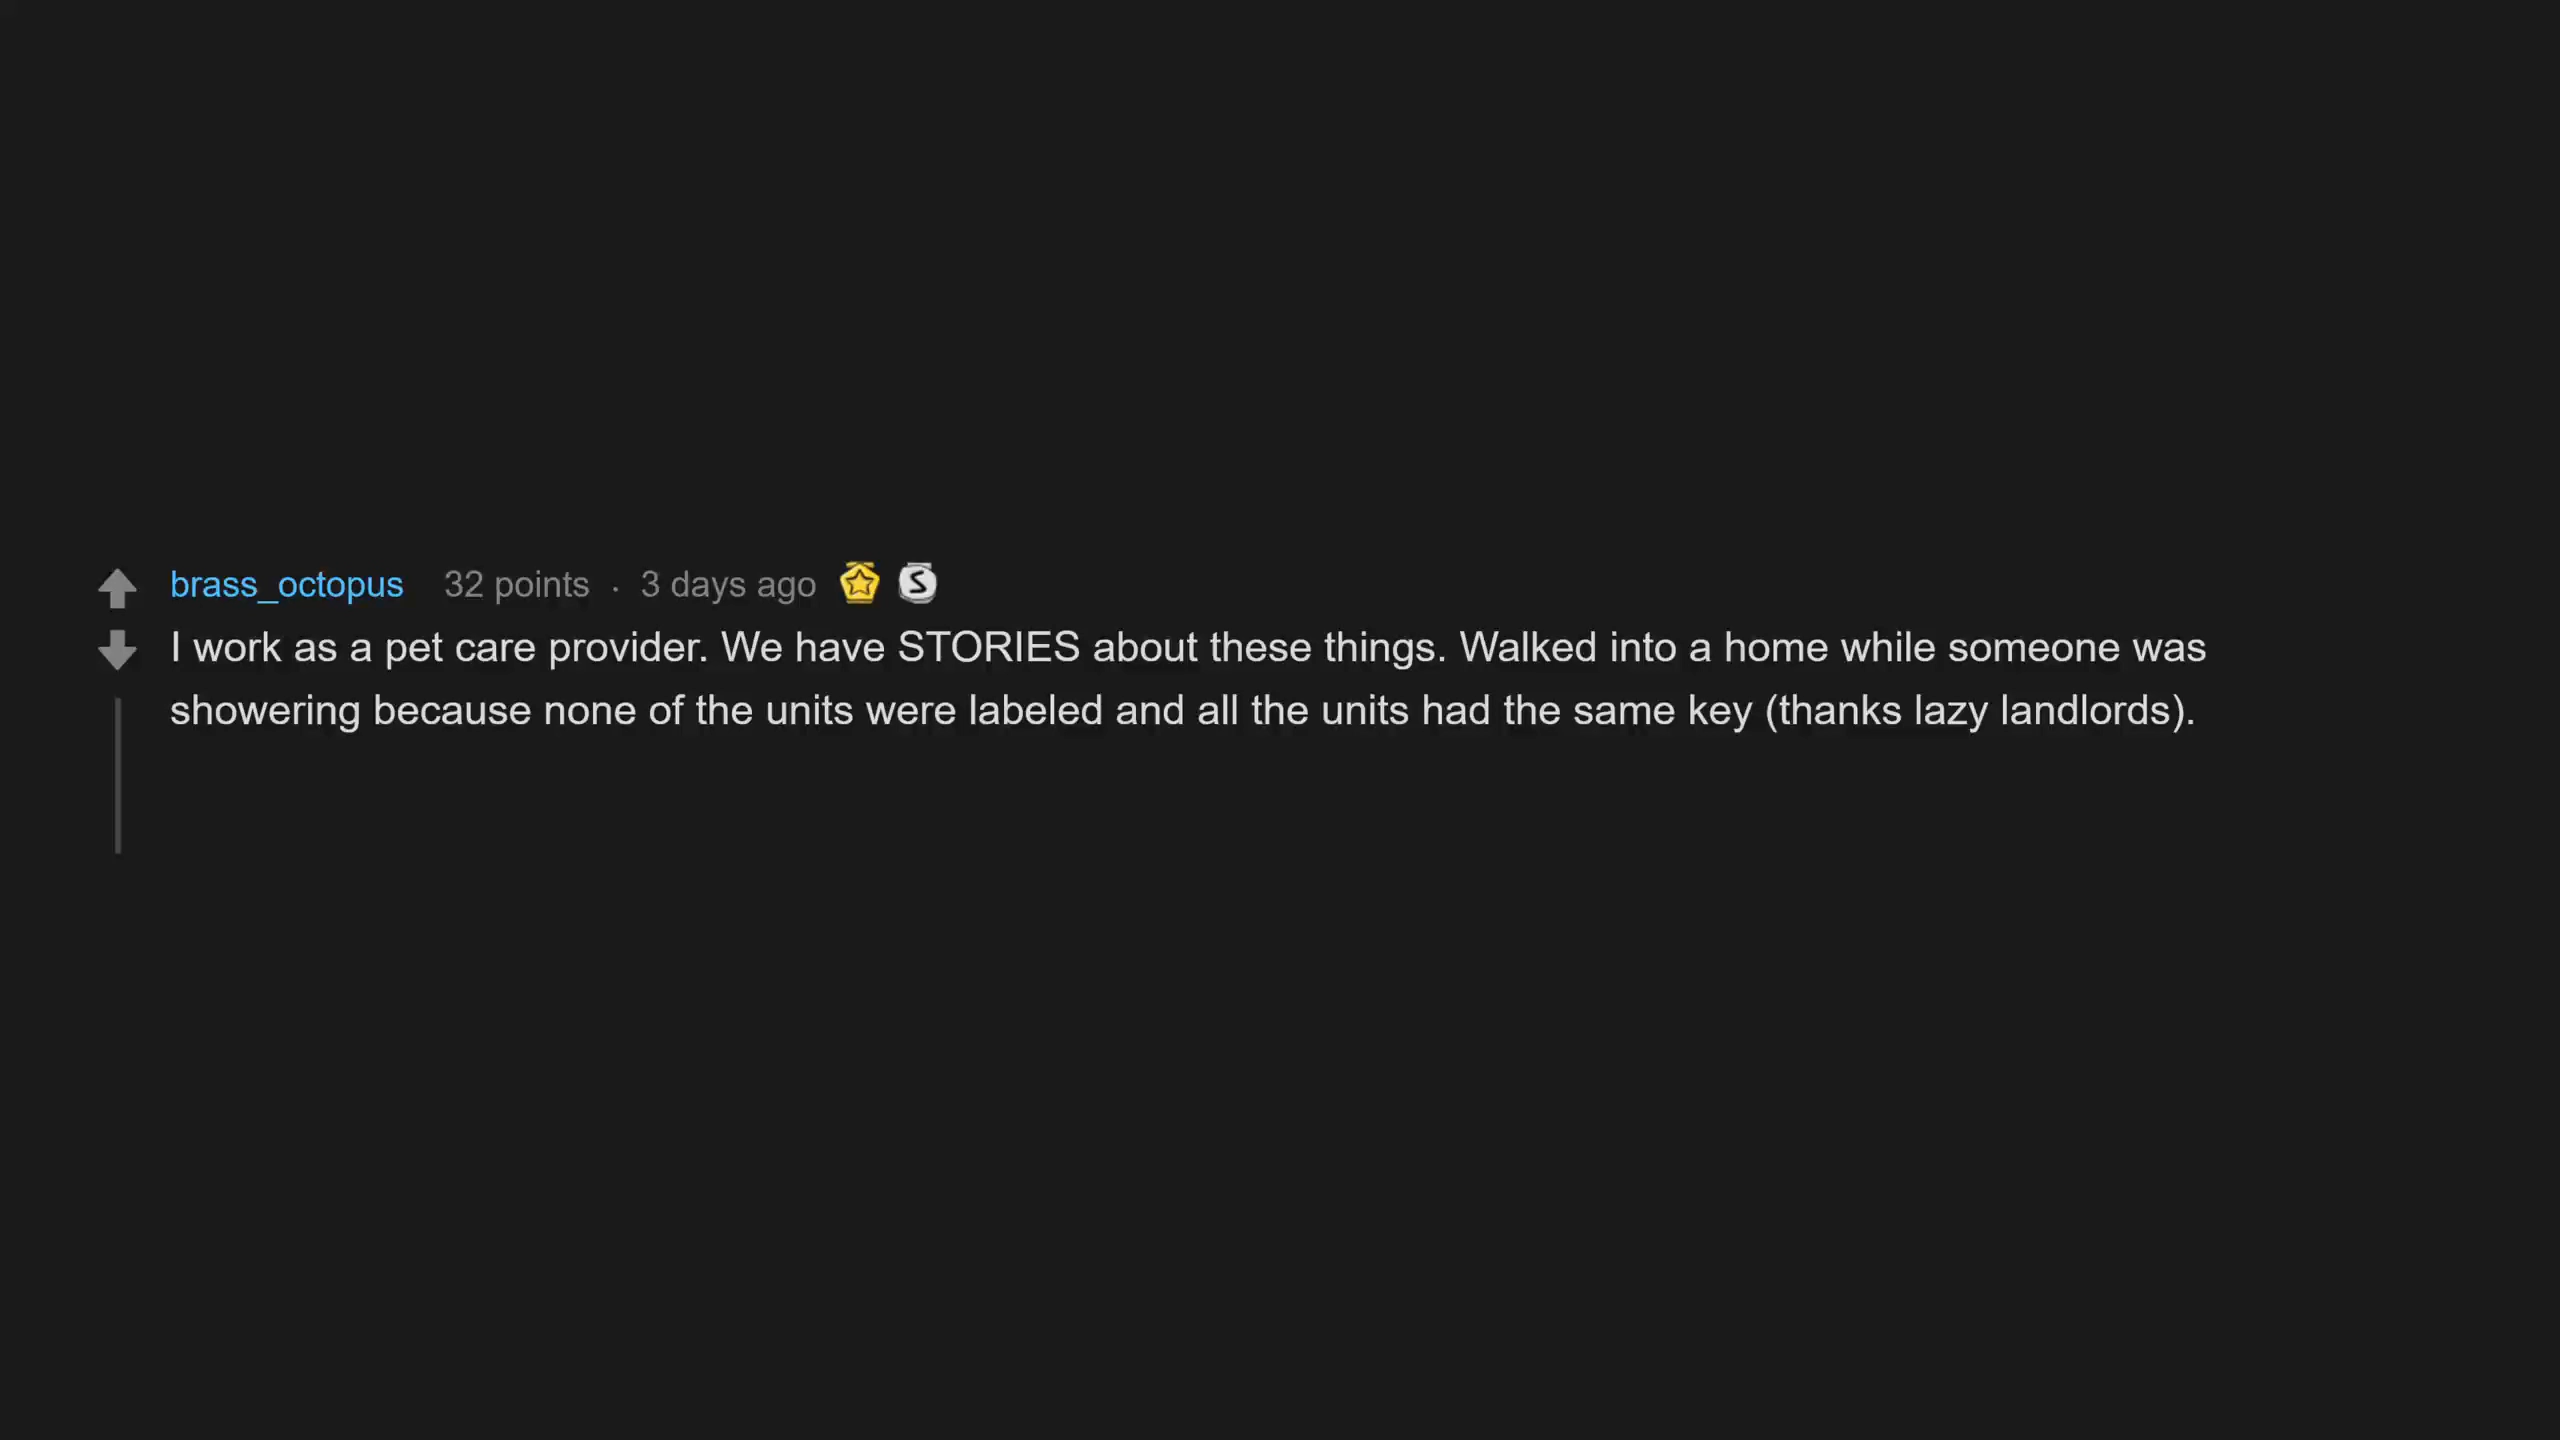 brass_octopus 32 points · 3 days ago
I work as a pet care provider. We have STORIES about these things. Walked into a home while someone was
showering because none of the units were labeled and all the units had the same key (thanks lazy landlords).